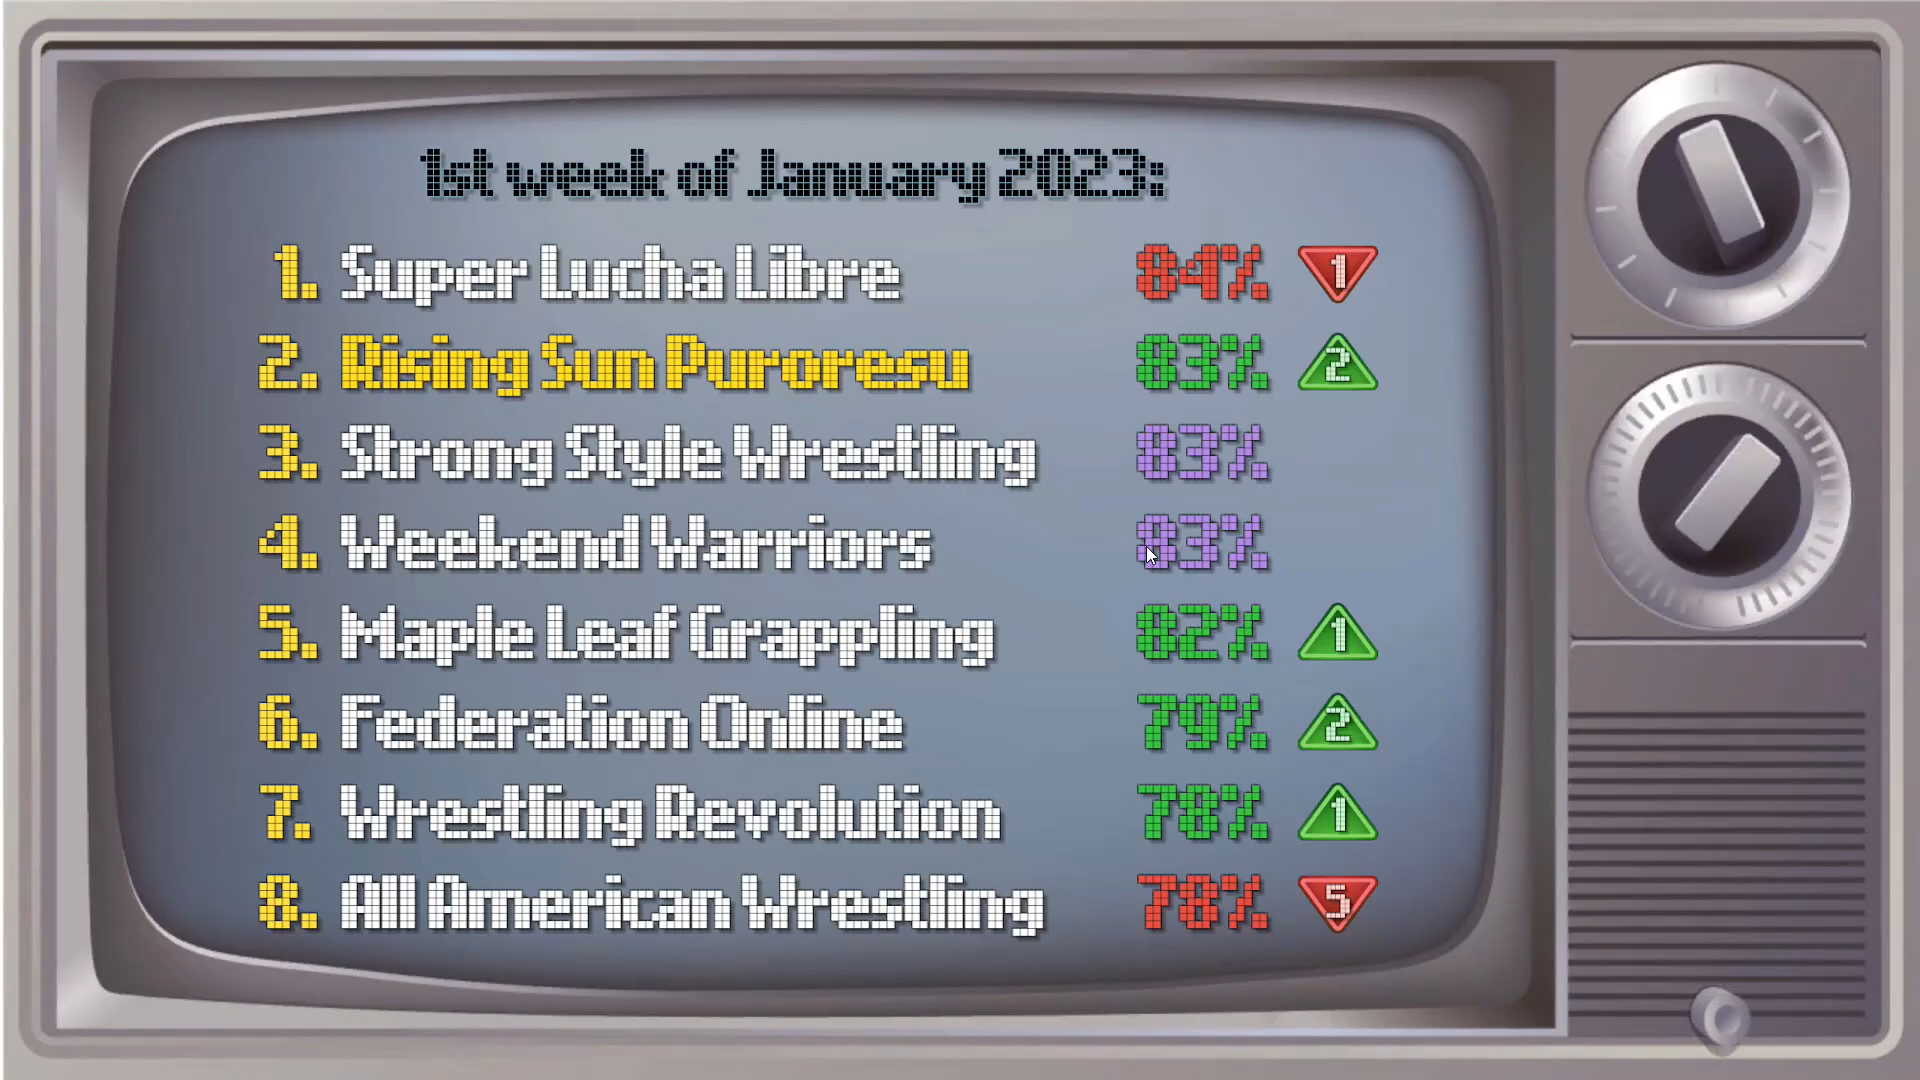 1st week of January 2023:
1. Super Lucha Libre 84% 1
2. Rising Sun Puroresu 83% 2
3. Strong Style Wrestling 83%
4. Weekend Warriors 83%
5. Maple Leaf Grappling 82% 1
6. Federation Online 79% 2
7. Wrestling Revolution 78% 1
8. All American Wrestling 78% 5